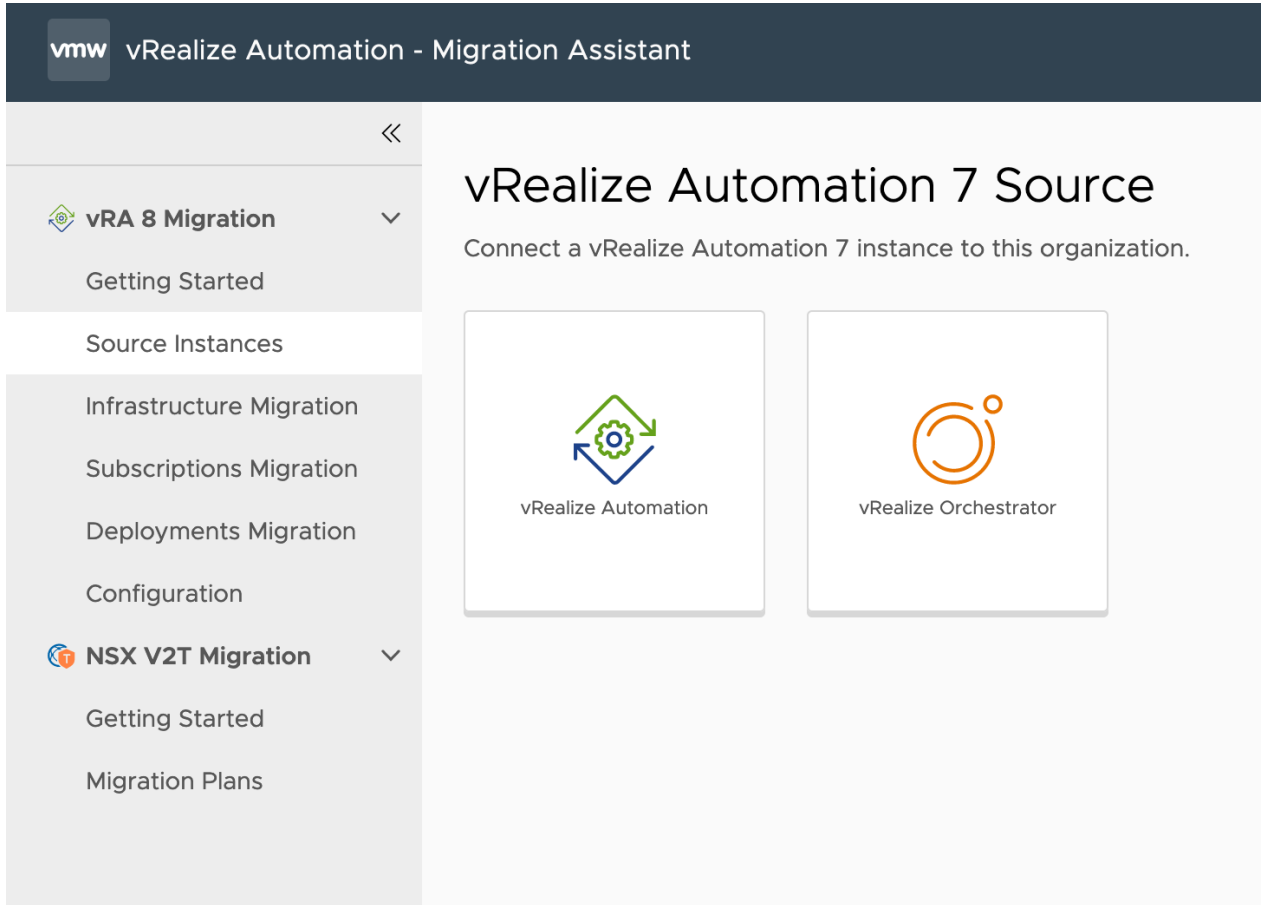 vmw vRealize Automation - Migration Assistant
vRA 8 Migration
Getting Started
Source Instances
Infrastructure Migration
Subscriptions Migration
Deployments Migration
Configuration
NSX V2T Migration
Getting Started
Migration Plans
vRealize Automation 7 Source
Connect a vRealize Automation 7 instance to this organization.
vRealize Automation
vRealize Orchestrator